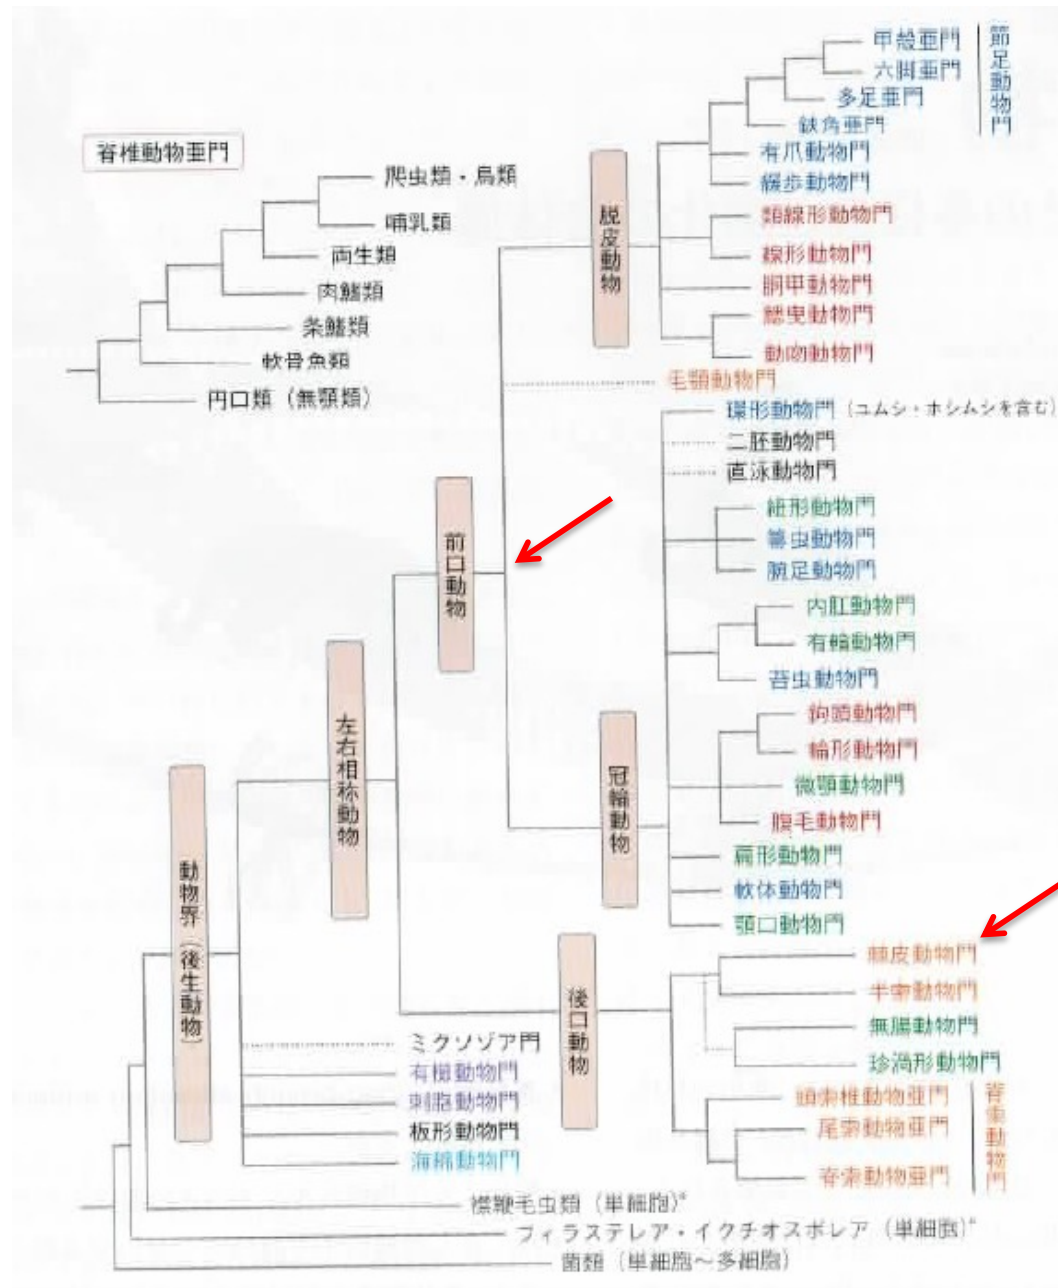 脊椎動物亜門
爬虫類・鳥類
哺乳類
両生類
肉鰭類
条鰭類
軟骨魚類
円口類（無顎類）
甲殻亜門
六脚亜門
多足亜門
鋏角亜門
節足動物門
有爪動物門
緩歩動物門
類線形動物門
線形動物門
胴甲動物門
鰓曳動物門
動吻動物門
脱皮動物
毛顎動物門
環形動物門（ユムシ・ホシムシを含む）
二胚動物門
直泳動物門
紐形動物門
箒虫動物門
腕足動物門
内肛動物門
有輪動物門
苔虫動物門
鉤頭動物門
輪形動物門
微顎動物門
腹毛動物門
扁形動物門
軟体動物門
顎口動物門
冠輪動物
前口動物
左右相称動物
動物界（後生動物）
後口動物
棘皮動物門
半索動物門
無腸動物門
珍渦形動物門
頭索椎動物亜門
尾索動物亜門
脊索動物亜門
脊索動物門
ミクソゾア門
有櫛動物門
刺胞動物門
板形動物門
海綿動物門
襟鞭毛虫類（単細胞）*
フィラステレア・イクチオスポレア（単細胞）*
菌類（単細胞～多細胞）